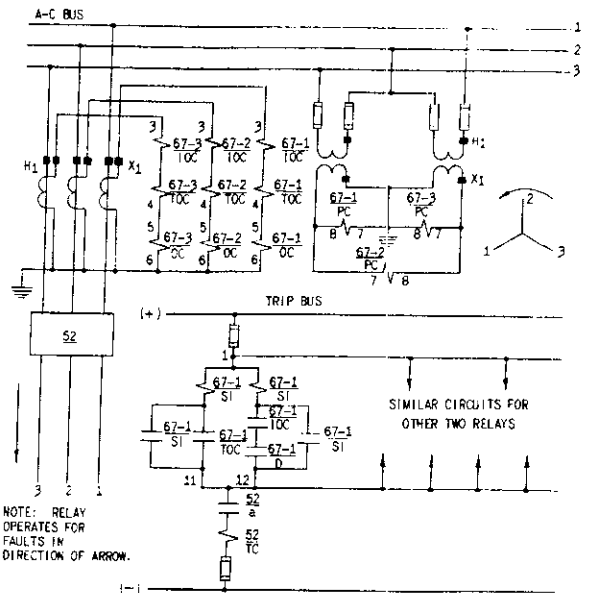 A-C BUS
1
2
3
3
3
3
67-3
IOC
67-2
IOC
67-1
IOC
H1
X1
67-3
TOC
67-2
TOC
67-1
TOC
4
4
4
5
5
5
67-3
OC
67-2
OC
67-1
OC
6
6
6
H1
X1
67-1
PC
67-3
PC
8 7
8 7
67-2
PC
7 8
2
1
3
TRIP BUS
(+)
52
1
67-1
SI
67-1
SI
67-1
SI
67-1
TOC
67-1
IOC
67-1
D
67-1
SI
SIMILAR CIRCUITS FOR
OTHER TWO RELAYS
11
12
3
2
1
52
a
52
TC
NOTE: RELAY
OPERATES FOR
FAULTS IN
DIRECTION OF ARROW.
(-)